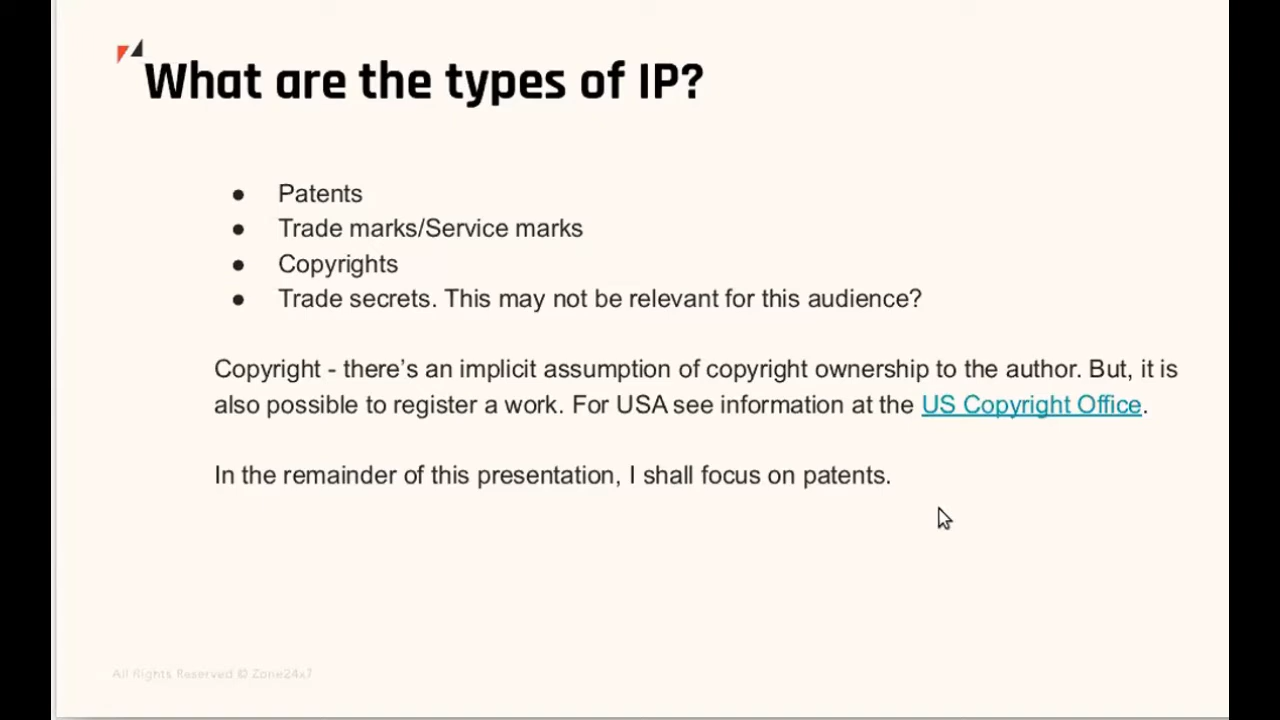 What are the types of IP?
● Patents
● Trade marks/Service marks
● Copyrights
● Trade secrets. This may not be relevant for this audience?
Copyright - there's an implicit assumption of copyright ownership to the author. But, it is
also possible to register a work. For USA see information at the US Copyright Office.
In the remainder of this presentation, I shall focus on patents.
All Rights Reserved © Zone24x7